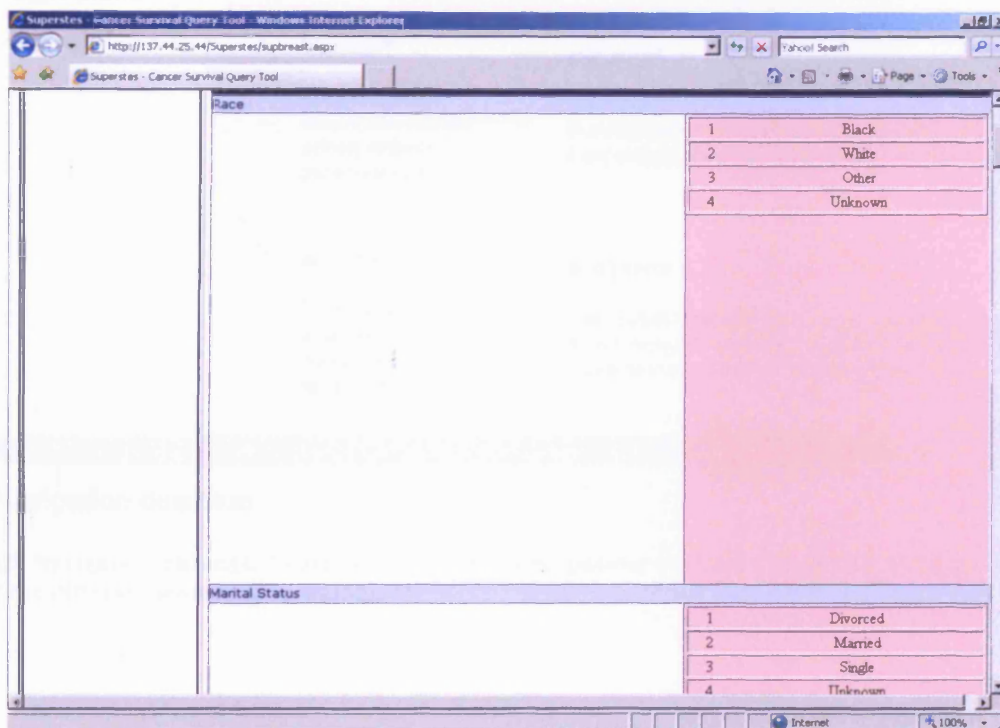 Superstes - Cancer Survival Query Tool - Windows Internet Explorer
http://137.44.25.44/Superstes/supbreast.aspx
Yahoo! Search
Superstes - Cancer Survival Query Tool
Page
Tools
Race
1 Black
2 White
3 Other
4 Unknown
Marital Status
1 Divorced
2 Married
3 Single
4 Unknown
Internet
100%